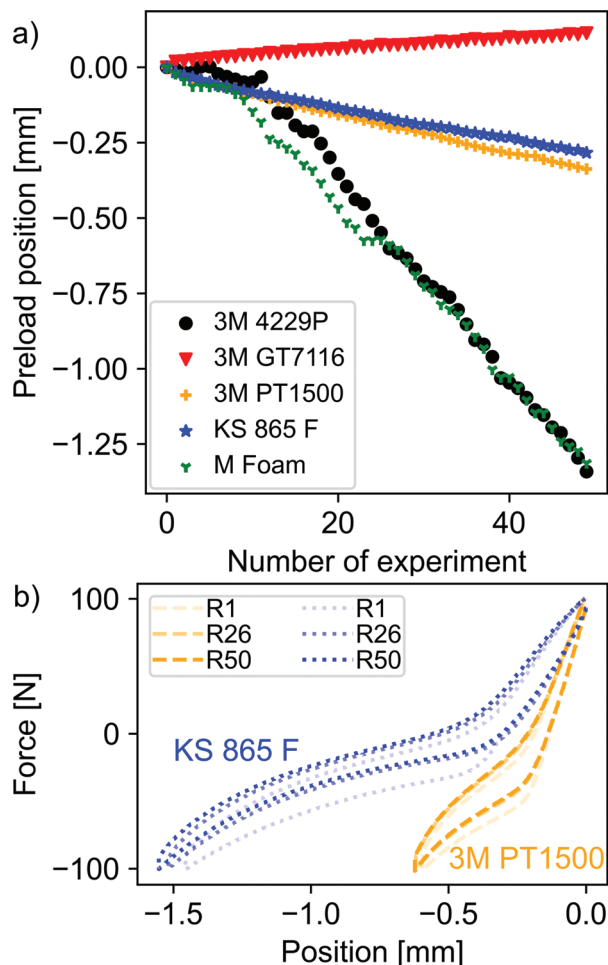 a)
Preload position [mm]
0.00
−0.25
−0.50
−0.75
−1.00
−1.25
3M 4229P
3M GT7116
3M PT1500
KS 865 F
M Foam
0
20
40
Number of experiment
b)
Force [N]
100
0
−100
R1
R26
R50
R1
R26
R50
KS 865 F
3M PT1500
−1.5
−1.0
−0.5
0.0
Position [mm]